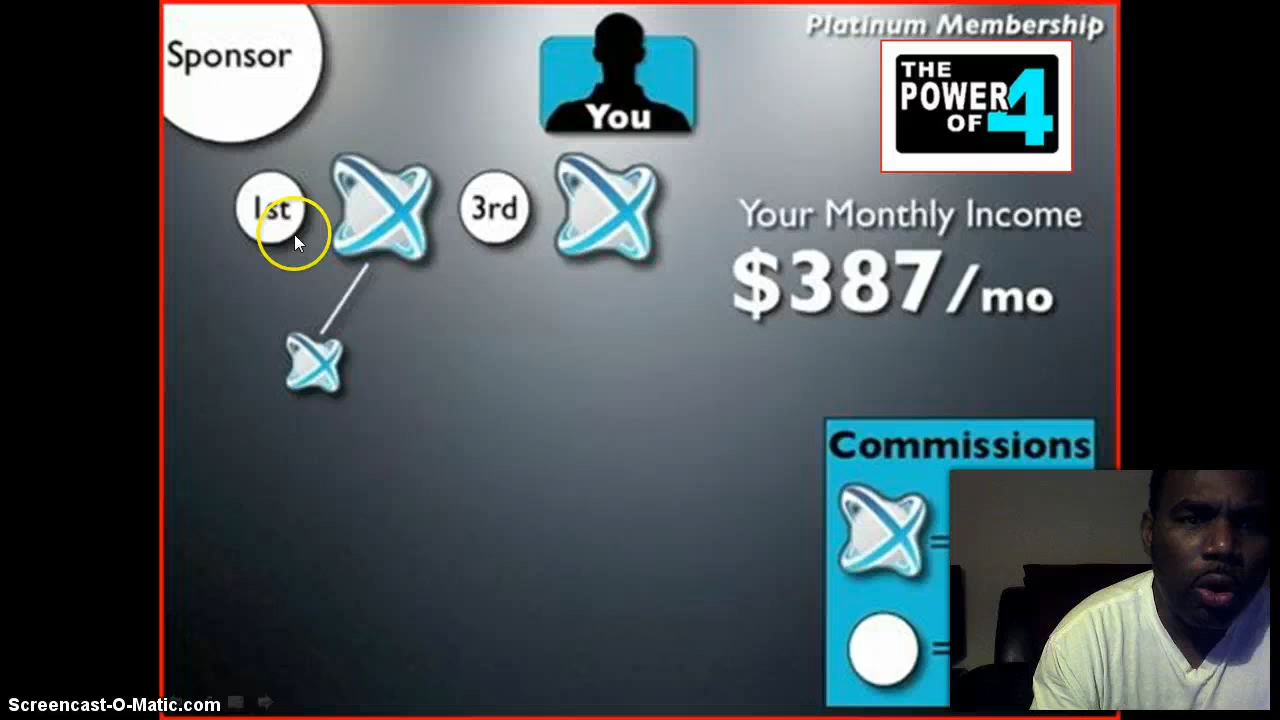 Sponsor
You
Platinum Membership
THE
POWER
OF 4
1st
3rd
Your Monthly Income
$387/mo
Commissions
=
=
Screencast-O-Matic.com